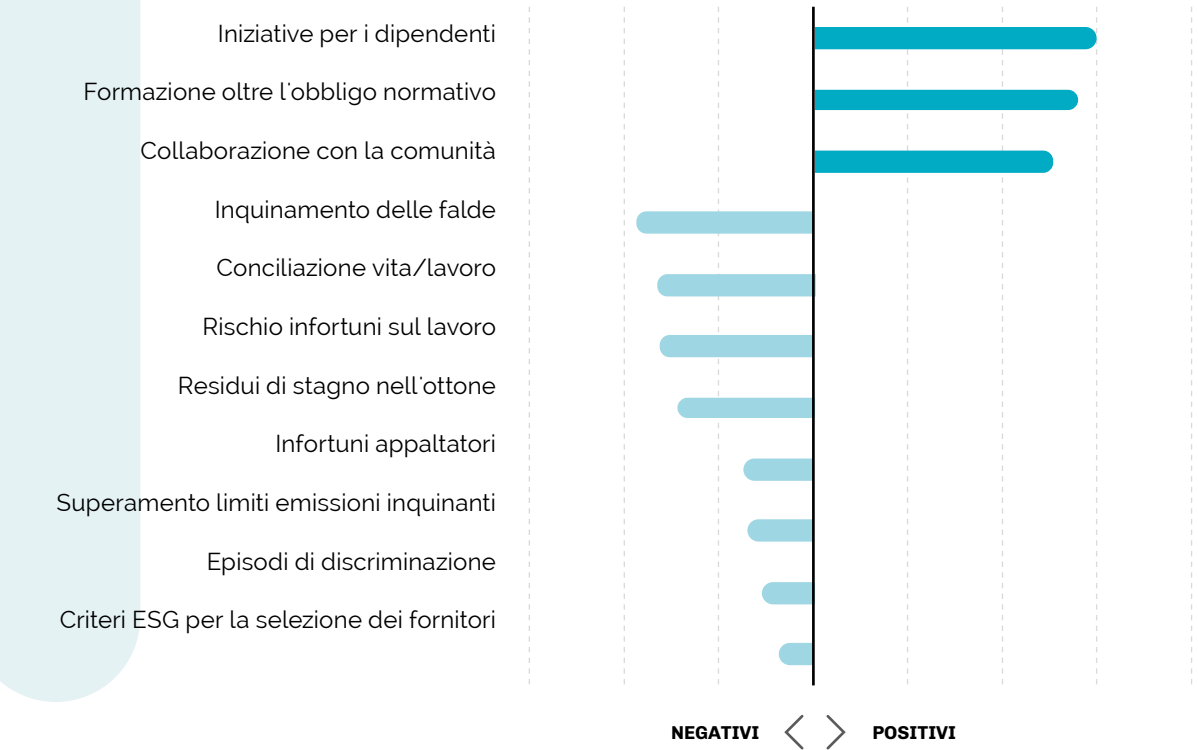 Iniziative per i dipendenti
Formazione oltre l'obbligo normativo
Collaborazione con la comunità
Inquinamento delle falde
Conciliazione vita/lavoro
Rischio infortuni sul lavoro
Residui di stagno nell'ottone
Infortuni appaltatori
Superamento limiti emissioni inquinanti
Episodi di discriminazione
Criteri ESG per la selezione dei fornitori
NEGATIVI POSITIVI